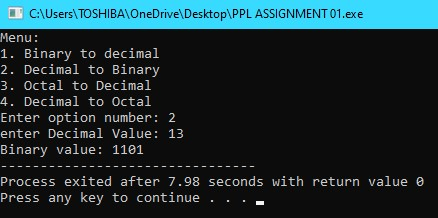 C:\Users\TOSHIBA\OneDrive\Desktop\PPL ASSIGNMENT 01.exe
Menu:
1. Binary to decimal
2. Decimal to Binary
3. Octal to Decimal
4. Decimal to Octal
Enter option number: 2
enter Decimal Value: 13
Binary value: 1101
--------------------------------
Process exited after 7.98 seconds with return value 0
Press any key to continue . . .